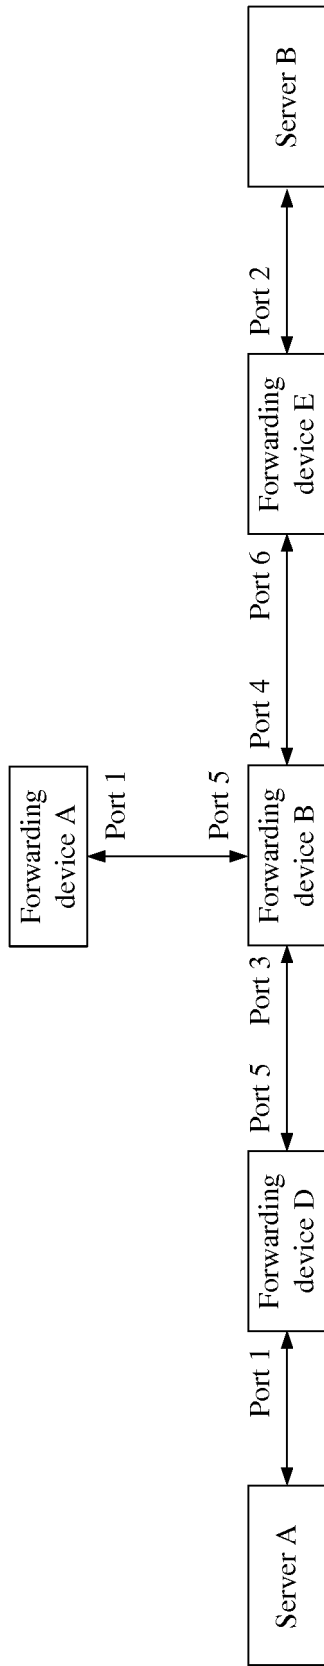 Forwarding
device A
Port 1
Port 5
Server A
Port 1
Forwarding
device D
Port 5
Port 3
Forwarding
device B
Port 4
Port 6
Forwarding
device E
Port 2
Server B